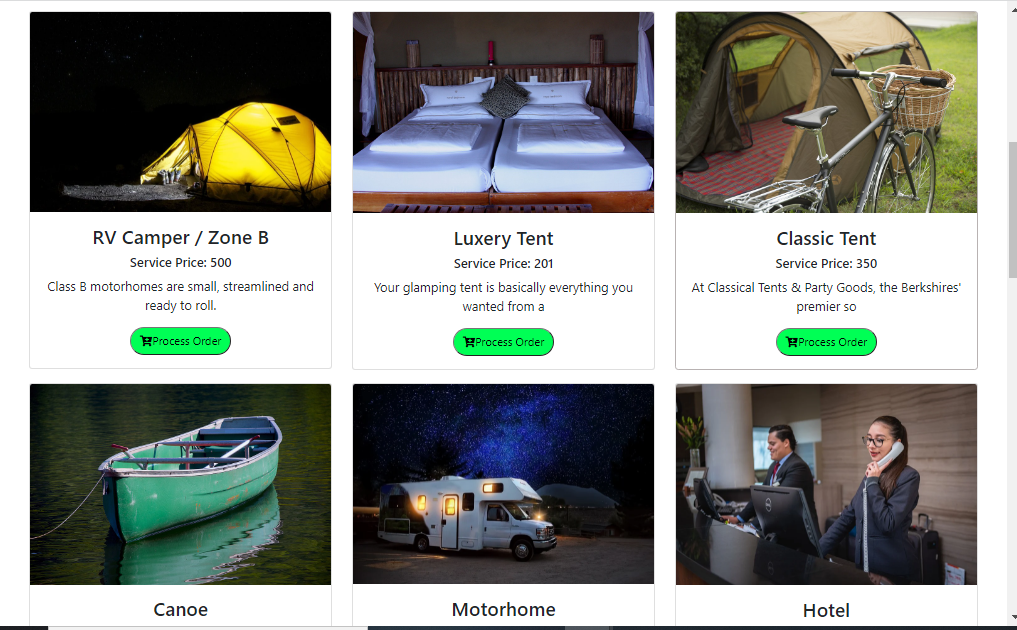 RV Camper / Zone B
Service Price: 500
Class B motorhomes are small, streamlined and
ready to roll.
Process Order
Luxery Tent
Service Price: 201
Your glamping tent is basically everything you
wanted from a
Process Order
Classic Tent
Service Price: 350
At Classical Tents & Party Goods, the Berkshires'
premier so
Process Order
Canoe
Motorhome
Hotel